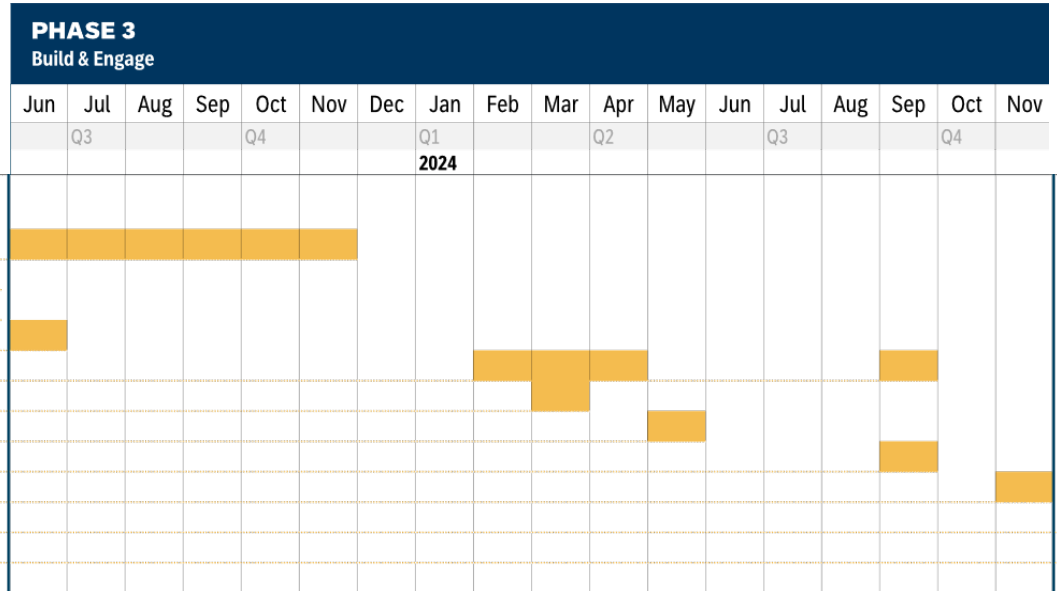 PHASE 3
Build & Engage
Jun Jul Aug Sep Oct Nov Dec Jan Feb Mar Apr May Jun Jul Aug Sep Oct Nov
Q3 Q4 Q1 Q2 Q3 Q4
2024